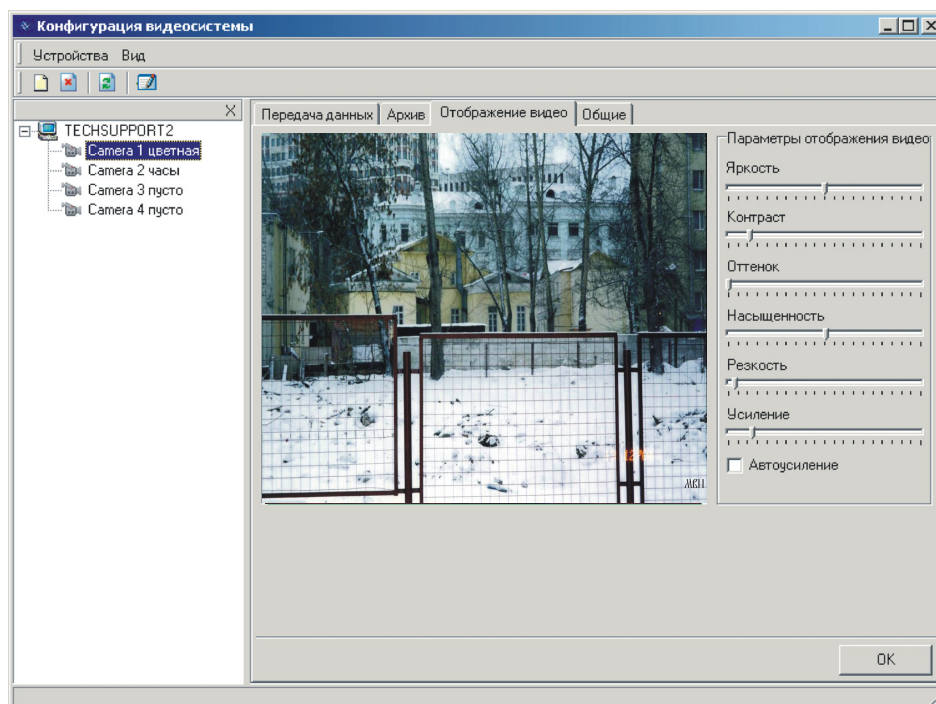 Конфигурация видеосистемы
Устройства Вид
TECHSUPPORT2
Camera 1 цветная
Camera 2 часы
Camera 3 пусто
Camera 4 пусто
Передача данных Архив Отображение видео Общие
Параметры отображения видео
Яркость
Контраст
Оттенок
Насыщенность
Резкость
Усиление
Автоусиление
OK